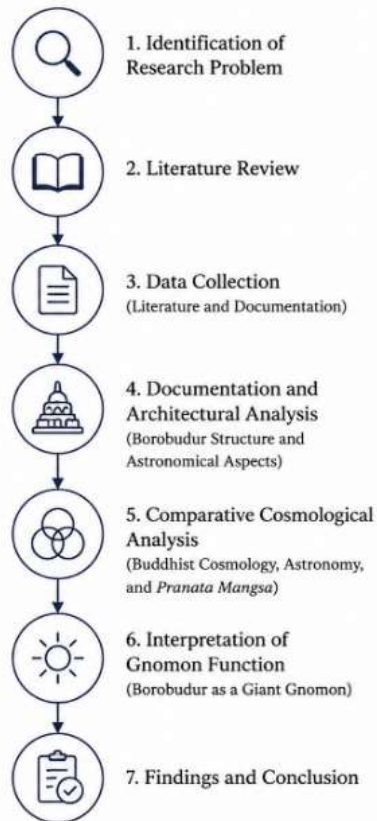 1. Identification of
Research Problem
2. Literature Review
3. Data Collection
(Literature and Documentation)
4. Documentation and
Architectural Analysis
(Borobudur Structure and
Astronomical Aspects)
5. Comparative Cosmological
Analysis
(Buddhist Cosmology, Astronomy,
and Pranata Mangsa)
6. Interpretation of
Gnomon Function
(Borobudur as a Giant Gnomon)
7. Findings and Conclusion